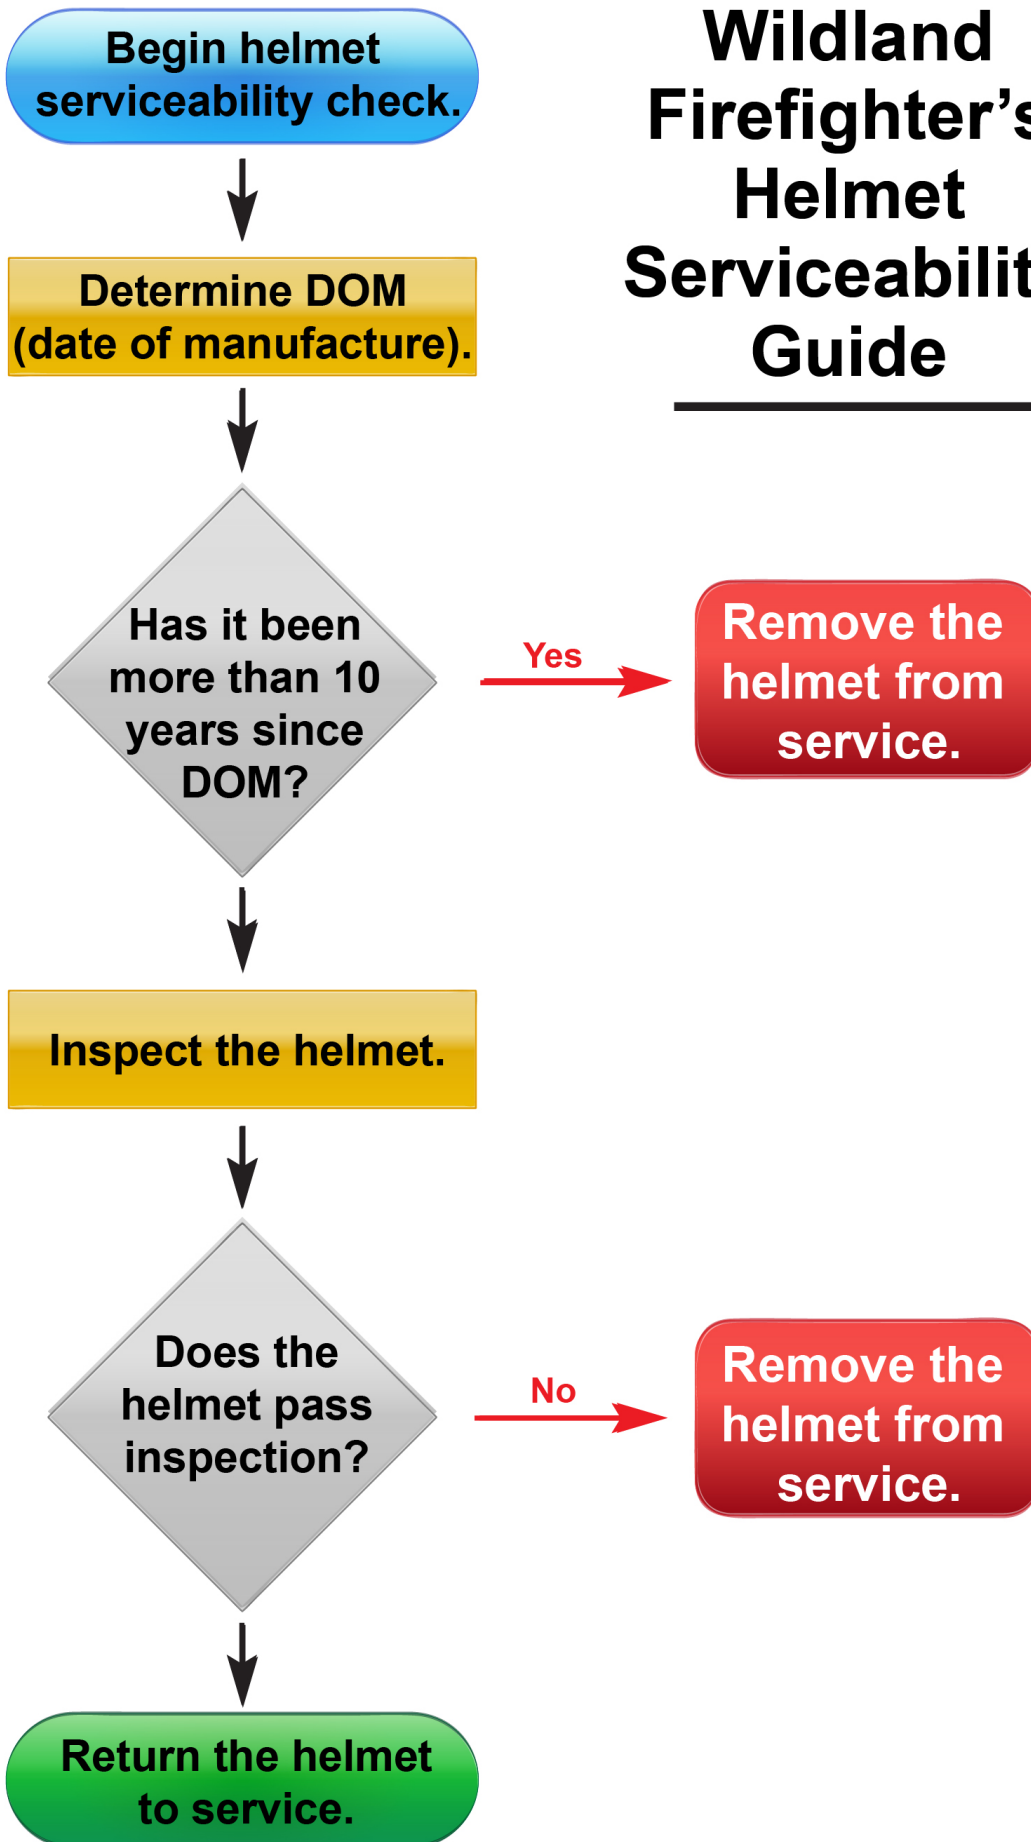 Begin helmet
serviceability check.
Wildland
Firefighter’s
Helmet
Serviceabilit
Guide
Determine DOM
(date of manufacture).
Has it been
more than 10
years since
DOM?
Yes
Remove the
helmet from
service.
Inspect the helmet.
Does the
helmet pass
inspection?
No
Remove the
helmet from
service.
Return the helmet
to service.